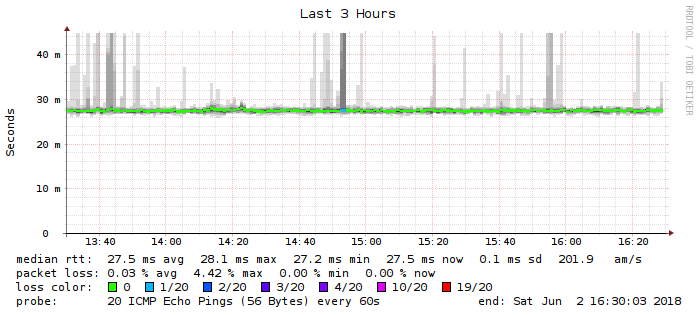 Last 3 Hours
RRDTOOL / TOBI OETIKER
Seconds
40 m
30 m
20 m
10 m
0
13:40 14:00 14:20 14:40 15:00 15:20 15:40 16:00 16:20
median rtt: 27.5 ms avg 28.1 ms max 27.2 ms min 27.5 ms now 0.1 ms sd 201.9 am/s
packet loss: 0.03 % avg 4.42 % max 0.00 % min 0.00 % now
loss color: 0 1/20 2/20 3/20 4/20 10/20 19/20
probe: 20 ICMP Echo Pings (56 Bytes) every 60s end: Sat Jun 2 16:30:03 2018